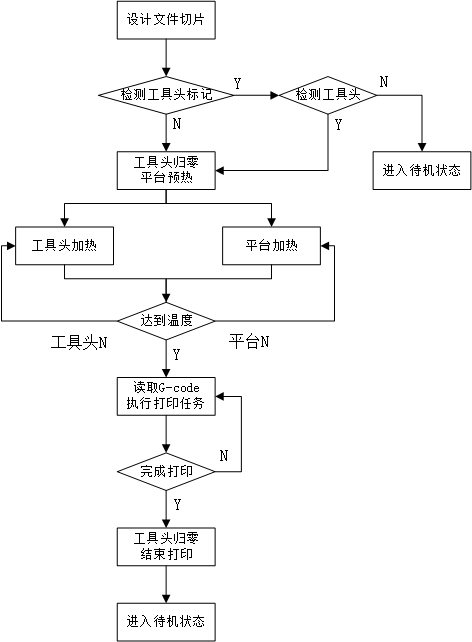 设计文件切片
检测工具头标记
Y
检测工具头
N
N
Y
工具头归零
平台预热
进入待机状态
工具头加热
平台加热
达到温度
工具头N
平台N
Y
读取G-code
执行打印任务
完成打印
N
Y
工具头归零
结束打印
进入待机状态